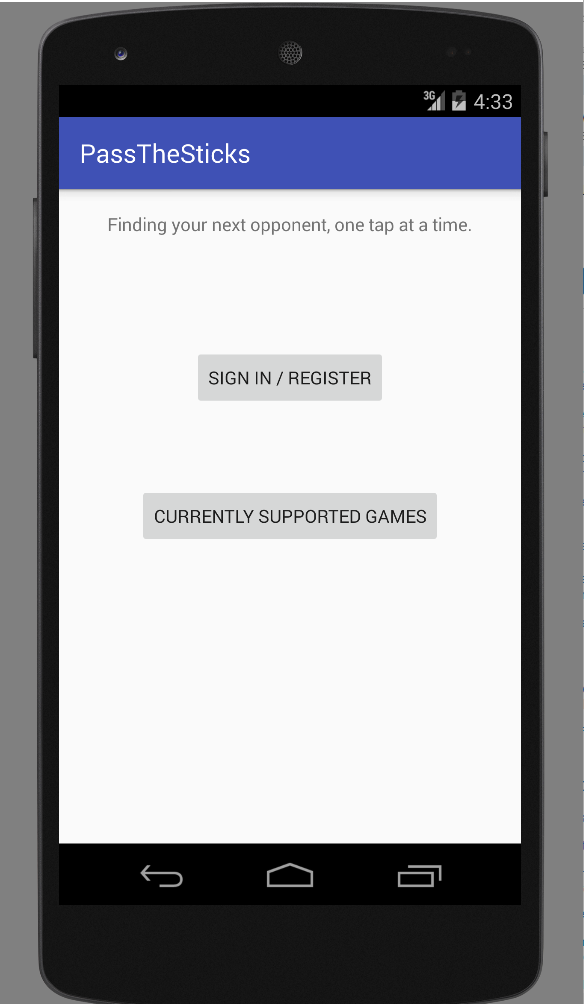 3G 4:33
PassTheSticks
Finding your next opponent, one tap at a time.
SIGN IN / REGISTER
CURRENTLY SUPPORTED GAMES